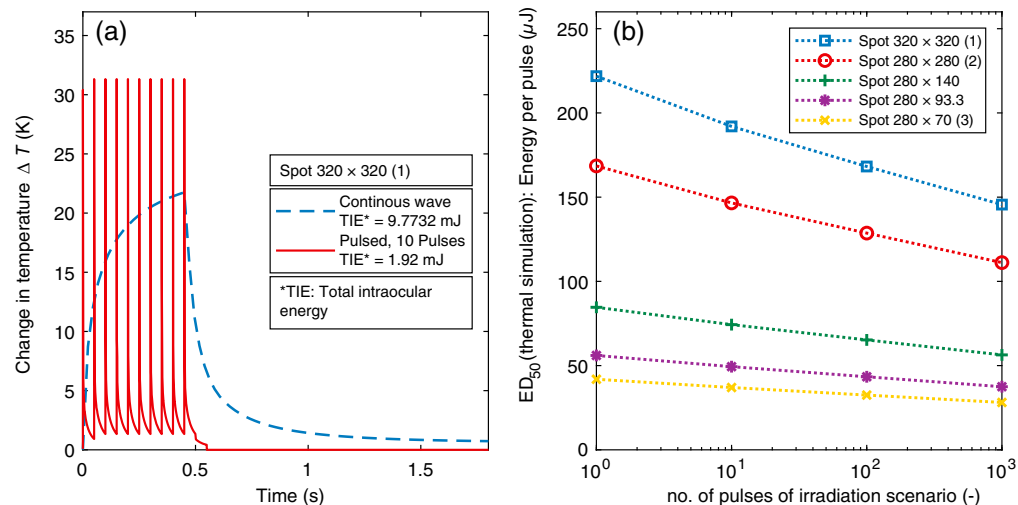 (a)
35
30
25
20
15
10
5
0
Change in temperature Δ T (K)
0
0.5
1
1.5
Time (s)
Spot 320 × 320 (1)
Continous wave
TIE* = 9.7732 mJ
Pulsed, 10 Pulses
TIE* = 1.92 mJ
*TIE: Total intraocular
energy
(b)
250
200
150
100
50
0
ED50(thermal simulation): Energy per pulse (µJ)
10^0
10^1
10^2
10^3
no. of pulses of irradiation scenario (-)
Spot 320 × 320 (1)
Spot 280 × 280 (2)
Spot 280 × 140
Spot 280 × 93.3
Spot 280 × 70 (3)